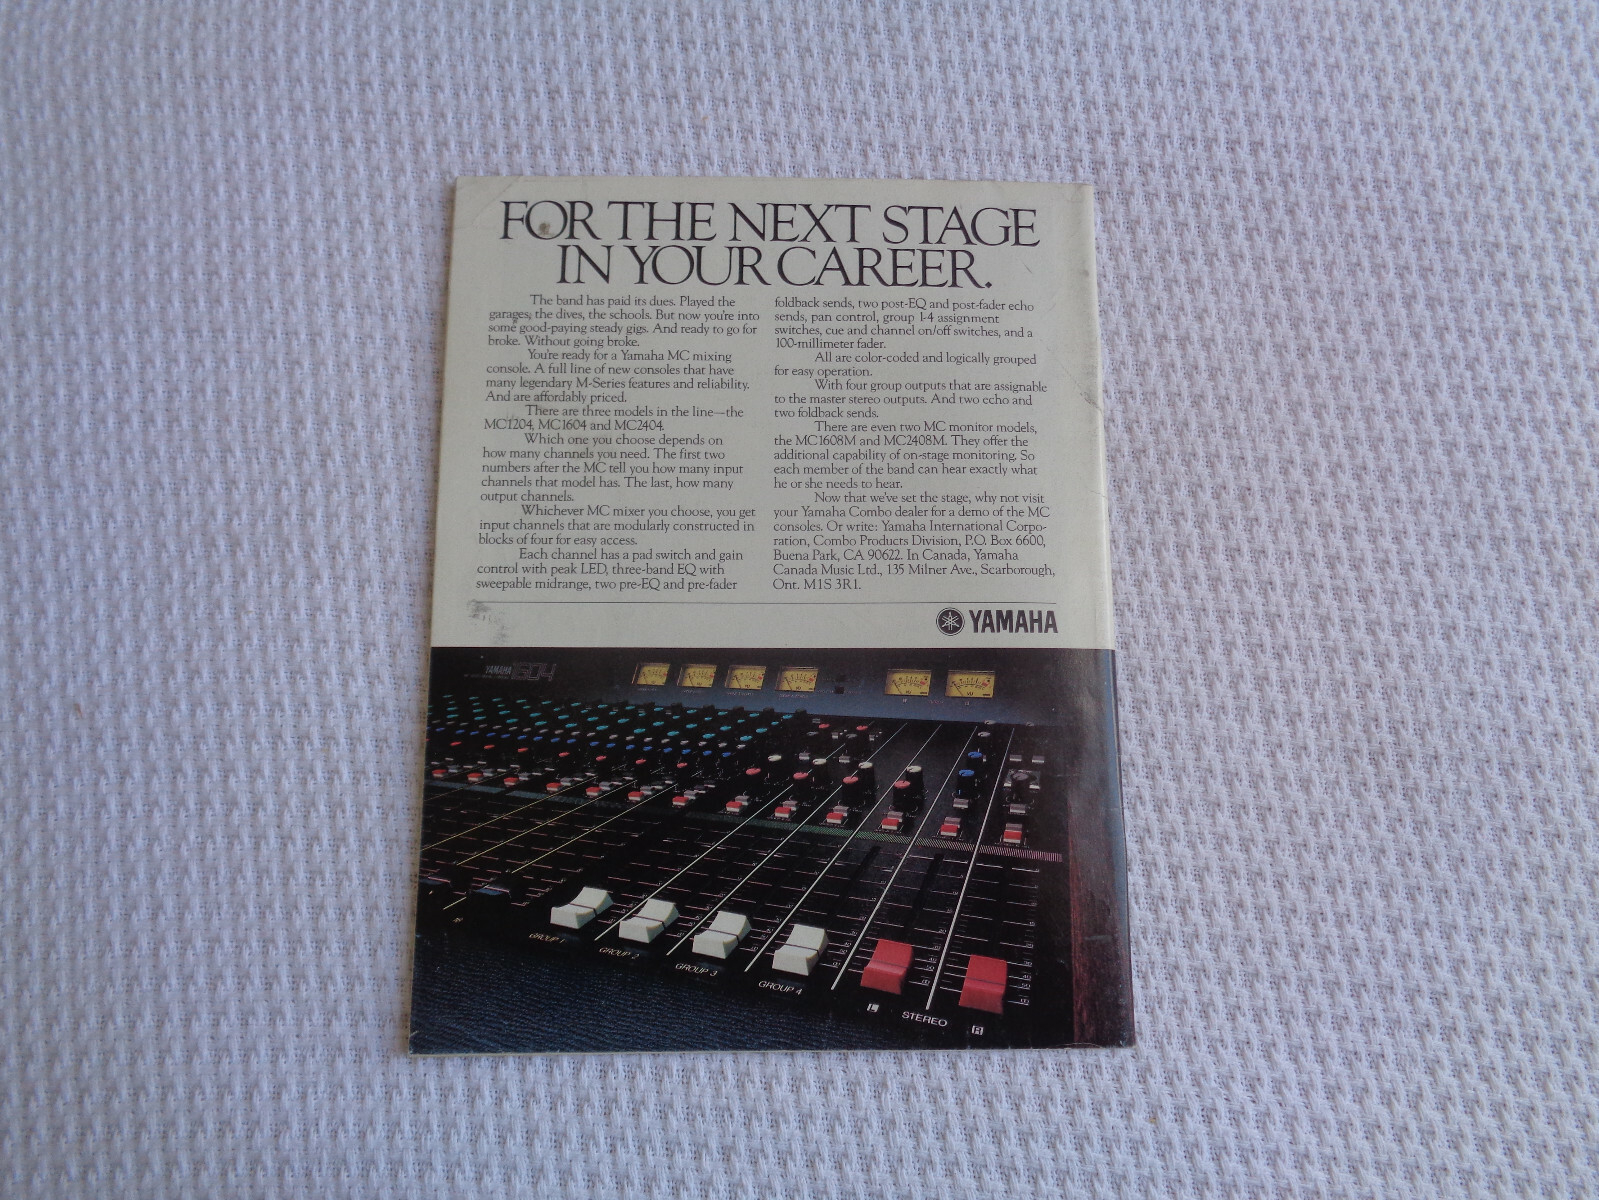 FOR THE NEXT STAGE
IN YOUR CAREER.
The band has paid its dues. Played the
garages, the dives, the schools. But now you're into
some good-paying steady gigs. And ready to go for
broke. Without going broke.
You're ready for a Yamaha MC mixing
console. A full line of new consoles that have
many legendary M-Series features and reliability.
And are affordably priced.
There are three models in the line—the
MC1204, MC1604 and MC2404.
Which one you choose depends on
how many channels you need. The first two
numbers after the MC tell you how many input
channels that model has. The last, how many
output channels.
Whichever MC mixer you choose, you get
input channels that are modularly constructed in
blocks of four for easy access.
Each channel has a pad switch and gain
control with peak LED, three-band EQ with
sweepable midrange, two pre-EQ and pre-fader
foldback sends, two post-EQ and post-fader echo
sends, pan control, group 1-4 assignment
switches, cue and channel on/off switches, and a
100-millimeter fader.
All are color-coded and logically grouped
for easy operation.
With four group outputs that are assignable
to the master stereo outputs. And two echo and
two foldback sends.
There are even two MC monitor models,
the MC1608M and MC2408M. They offer the
additional capability of on-stage monitoring. So
each member of the band can hear exactly what
he or she needs to hear.
Now that we've set the stage, why not visit
your Yamaha Combo dealer for a demo of the MC
consoles. Or write: Yamaha International Corpo-
ration, Combo Products Division, P.O. Box 6600,
Buena Park, CA 90622. In Canada, Yamaha
Canada Music Ltd., 135 Milner Ave., Scarborough,
Ont. M1S 3R1.
YAMAHA
YAMAHA 1604
GROUP 1
GROUP 2
GROUP 3
GROUP 4
L STEREO R